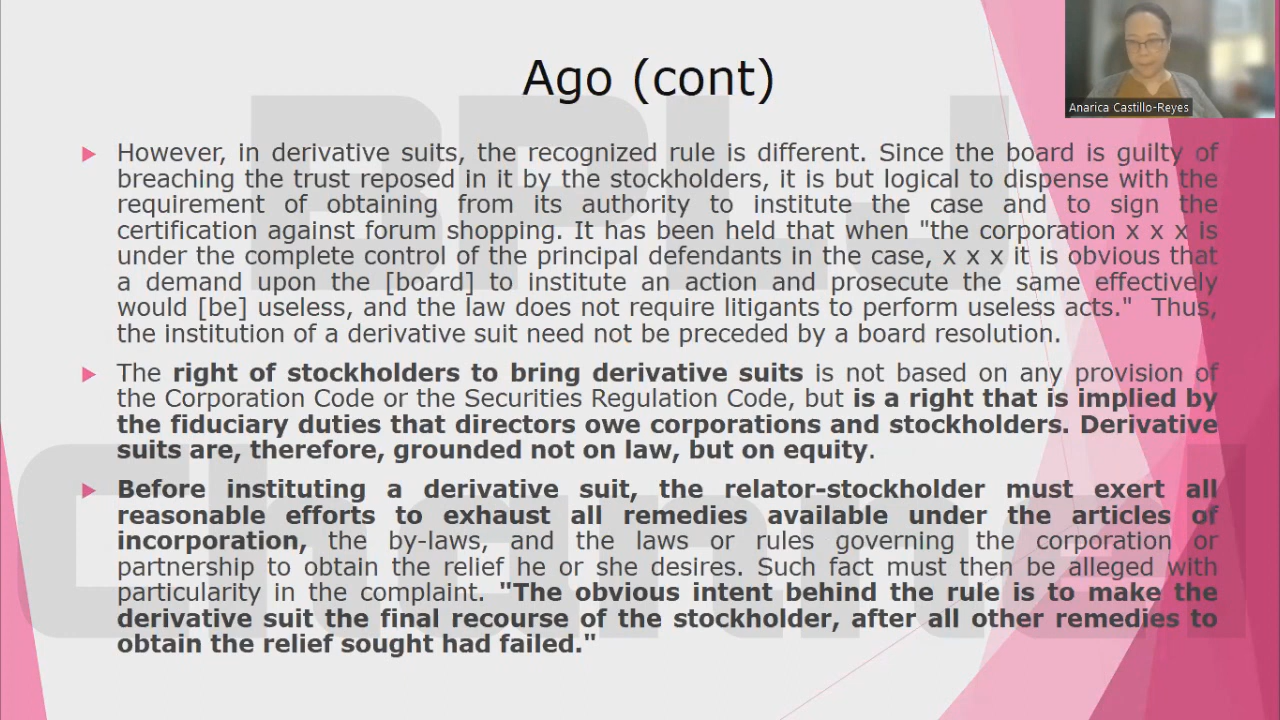 Ago (cont)
Anarica Castillo-Reyes
However, in derivative suits, the recognized rule is different. Since the board is guilty of
breaching the trust reposed in it by the stockholders, it is but logical to dispense with the
requirement of obtaining from its authority to institute the case and to sign the
certification against forum shopping. It has been held that when "the corporation x x x is
under the complete control of the principal defendants in the case, x x x it is obvious that
a demand upon the [board] to institute an action and prosecute the same effectively
would [be] useless, and the law does not require litigants to perform useless acts." Thus,
the institution of a derivative suit need not be preceded by a board resolution.
The right of stockholders to bring derivative suits is not based on any provision of
the Corporation Code or the Securities Regulation Code, but is a right that is implied by
the fiduciary duties that directors owe corporations and stockholders. Derivative
suits are, therefore, grounded not on law, but on equity.
Before instituting a derivative suit, the relator-stockholder must exert all
reasonable efforts to exhaust all remedies available under the articles of
incorporation, the by-laws, and the laws or rules governing the corporation or
partnership to obtain the relief he or she desires. Such fact must then be alleged with
particularity in the complaint. "The obvious intent behind the rule is to make the
derivative suit the final recourse of the stockholder, after all other remedies to
obtain the relief sought had failed."
BPLJ
Channel